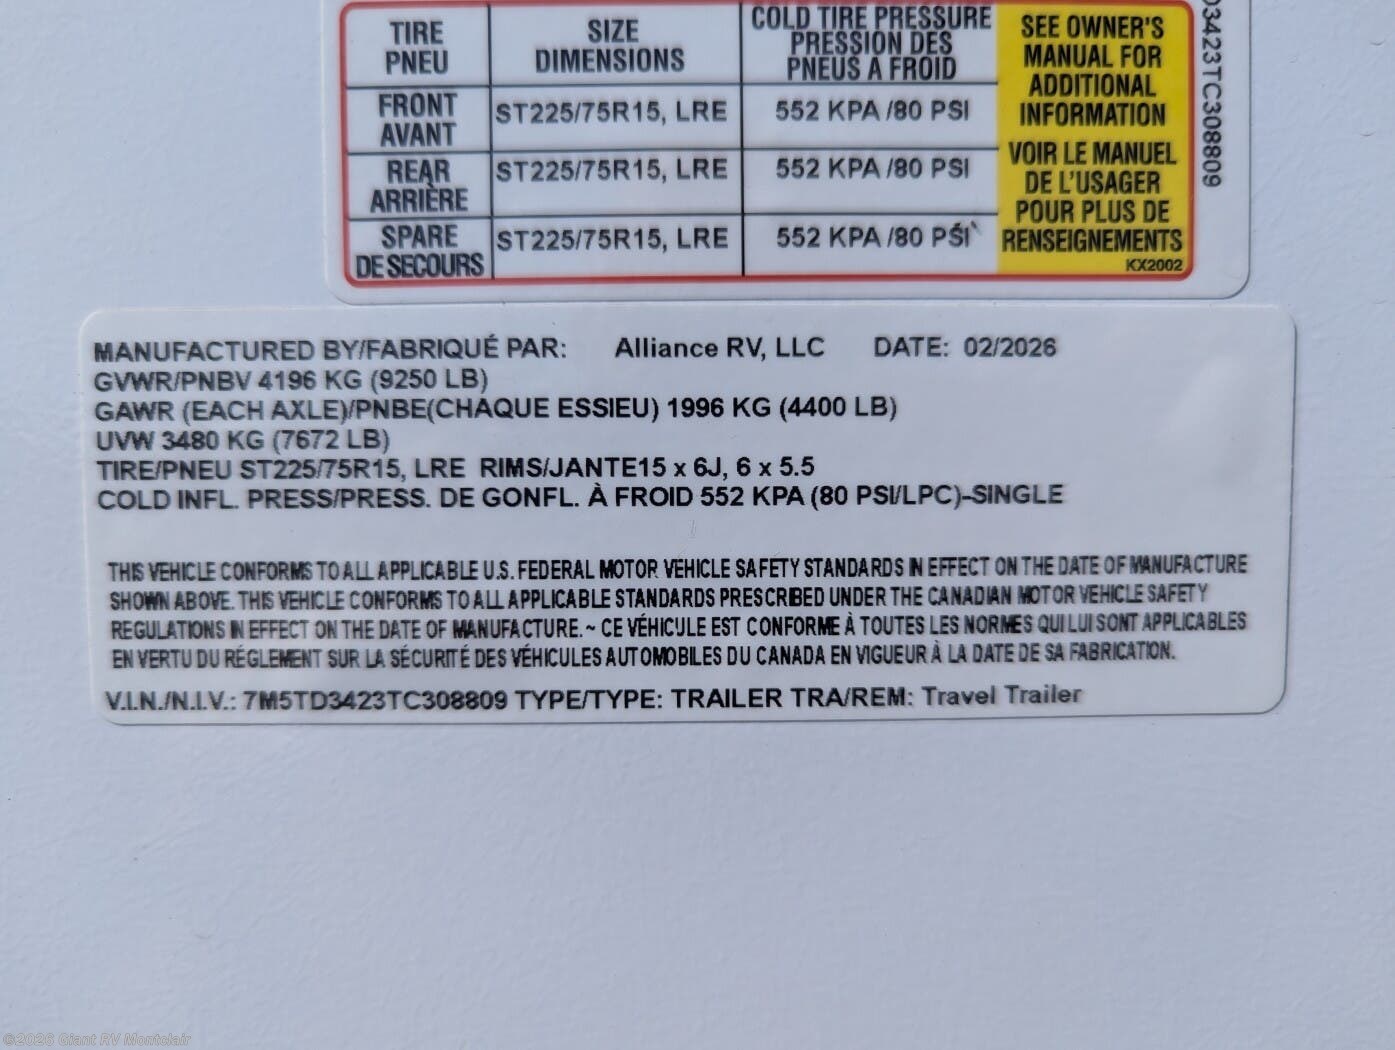 TIRE SIZE COLD TIRE PRESSURE
PNEU DIMENSIONS PRESSION DES
PNEUS A FROID
FRONT ST225/75R15, LRE 552 KPA /80 PSI
AVANT
REAR ST225/75R15, LRE 552 KPA /80 PSI
ARRIÈRE
SPARE ST225/75R15, LRE 552 KPA /80 PSI
DE SECOURS
SEE OWNER'S
MANUAL FOR
ADDITIONAL
INFORMATION
VOIR LE MANUEL
DE L'USAGER
POUR PLUS DE
RENSEIGNEMENTS
KX2002
3423TC308809
MANUFACTURED BY/FABRIQUÉ PAR: Alliance RV, LLC DATE: 02/2026
GVWR/PNBV 4196 KG (9250 LB)
GAWR (EACH AXLE)/PNBE(CHAQUE ESSIEU) 1996 KG (4400 LB)
UVW 3480 KG (7672 LB)
TIRE/PNEU ST225/75R15, LRE RIMS/JANTE15 x 6J, 6 x 5.5
COLD INFL. PRESS/PRESS. DE GONFL. À FROID 552 KPA (80 PSI/LPC)-SINGLE
THIS VEHICLE CONFORMS TO ALL APPLICABLE U.S. FEDERAL MOTOR VEHICLE SAFETY STANDARDS IN EFFECT ON THE DATE OF MANUFACTURE
SHOWN ABOVE. THIS VEHICLE CONFORMS TO ALL APPLICABLE STANDARDS PRESCRIBED UNDER THE CANADIAN MOTOR VEHICLE SAFETY
REGULATIONS IN EFFECT ON THE DATE OF MANUFACTURE. ~ CE VÉHICULE EST CONFORME À TOUTES LES NORMES QUI LUI SONT APPLICABLES
EN VERTU DU RÉGLEMENT SUR LA SÉCURITÉ DES VÉHICULES AUTOMOBILES DU CANADA EN VIGUEUR À LA DATE DE SA FABRICATION.
V.I.N./N.I.V.: 7M5TD3423TC308809 TYPE/TYPE: TRAILER TRA/REM: Travel Trailer
©2026 Giant RV Montclair